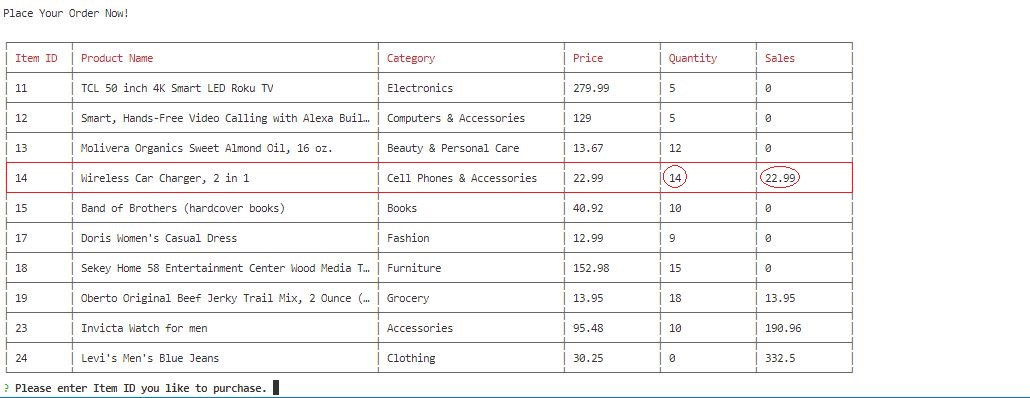 Place Your Order Now!
Item ID Product Name Category Price Quantity Sales
11 TCL 50 inch 4K Smart LED Roku TV Electronics 279.99 5 0
12 Smart, Hands-Free Video Calling with Alexa Buil… Computers & Accessories 129 5 0
13 Molivera Organics Sweet Almond Oil, 16 oz. Beauty & Personal Care 13.67 12 0
14 Wireless Car Charger, 2 in 1 Cell Phones & Accessories 22.99 14 22.99
15 Band of Brothers (hardcover books) Books 40.92 10 0
17 Doris Women's Casual Dress Fashion 12.99 9 0
18 Sekey Home 58 Entertainment Center Wood Media T… Furniture 152.98 15 0
19 Oberto Original Beef Jerky Trail Mix, 2 Ounce (… Grocery 13.95 18 13.95
23 Invicta Watch for men Accessories 95.48 10 190.96
24 Levi's Men's Blue Jeans Clothing 30.25 0 332.5
? Please enter Item ID you like to purchase.